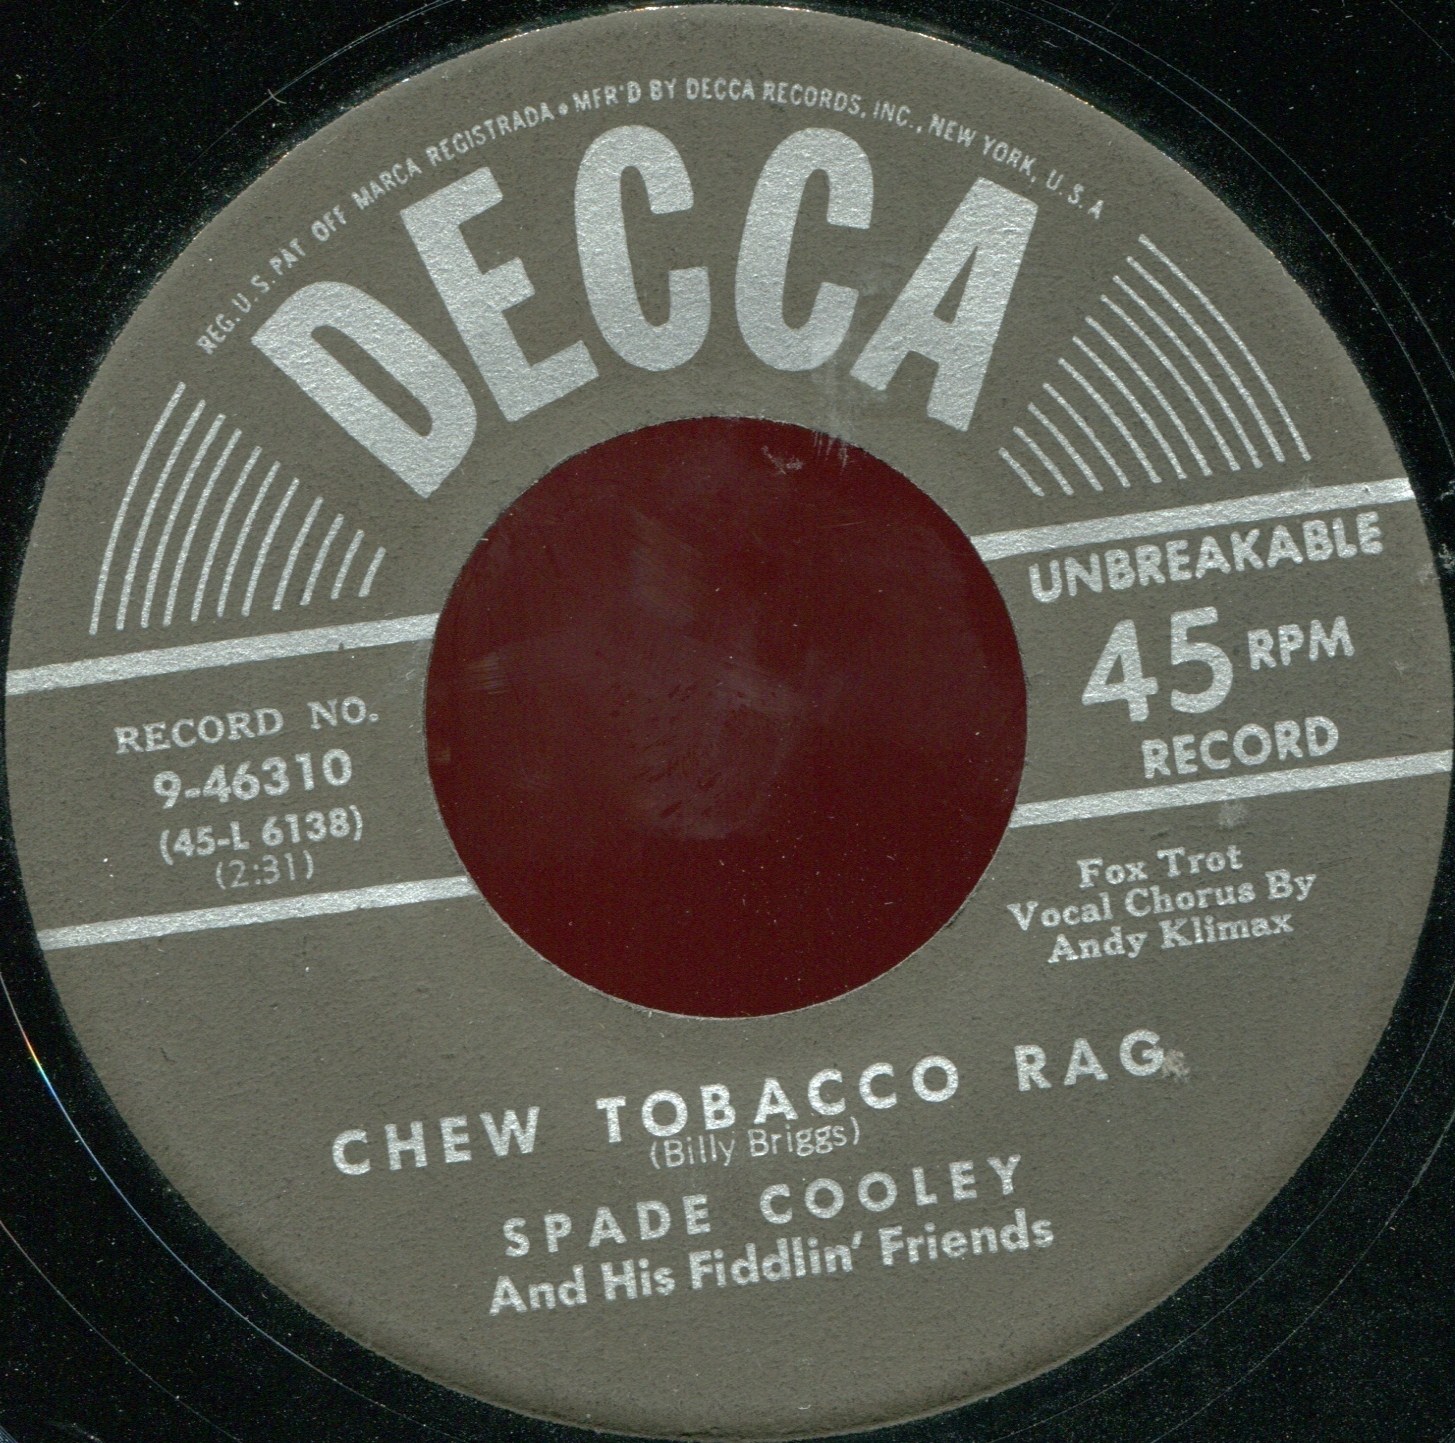 REG. U. S. PAT OFF MARCA REGISTRADA • MFR'D BY DECCA RECORDS, INC., NEW YORK, U. S. A
DECCA
RECORD NO.
9-46310
(45-L 6138)
(2:31)
UNBREAKABLE
45 RPM
RECORD
Fox Trot
Vocal Chorus By
Andy Klimax
CHEW TOBACCO RAG
(Billy Briggs)
SPADE COOLEY
And His Fiddlin' Friends